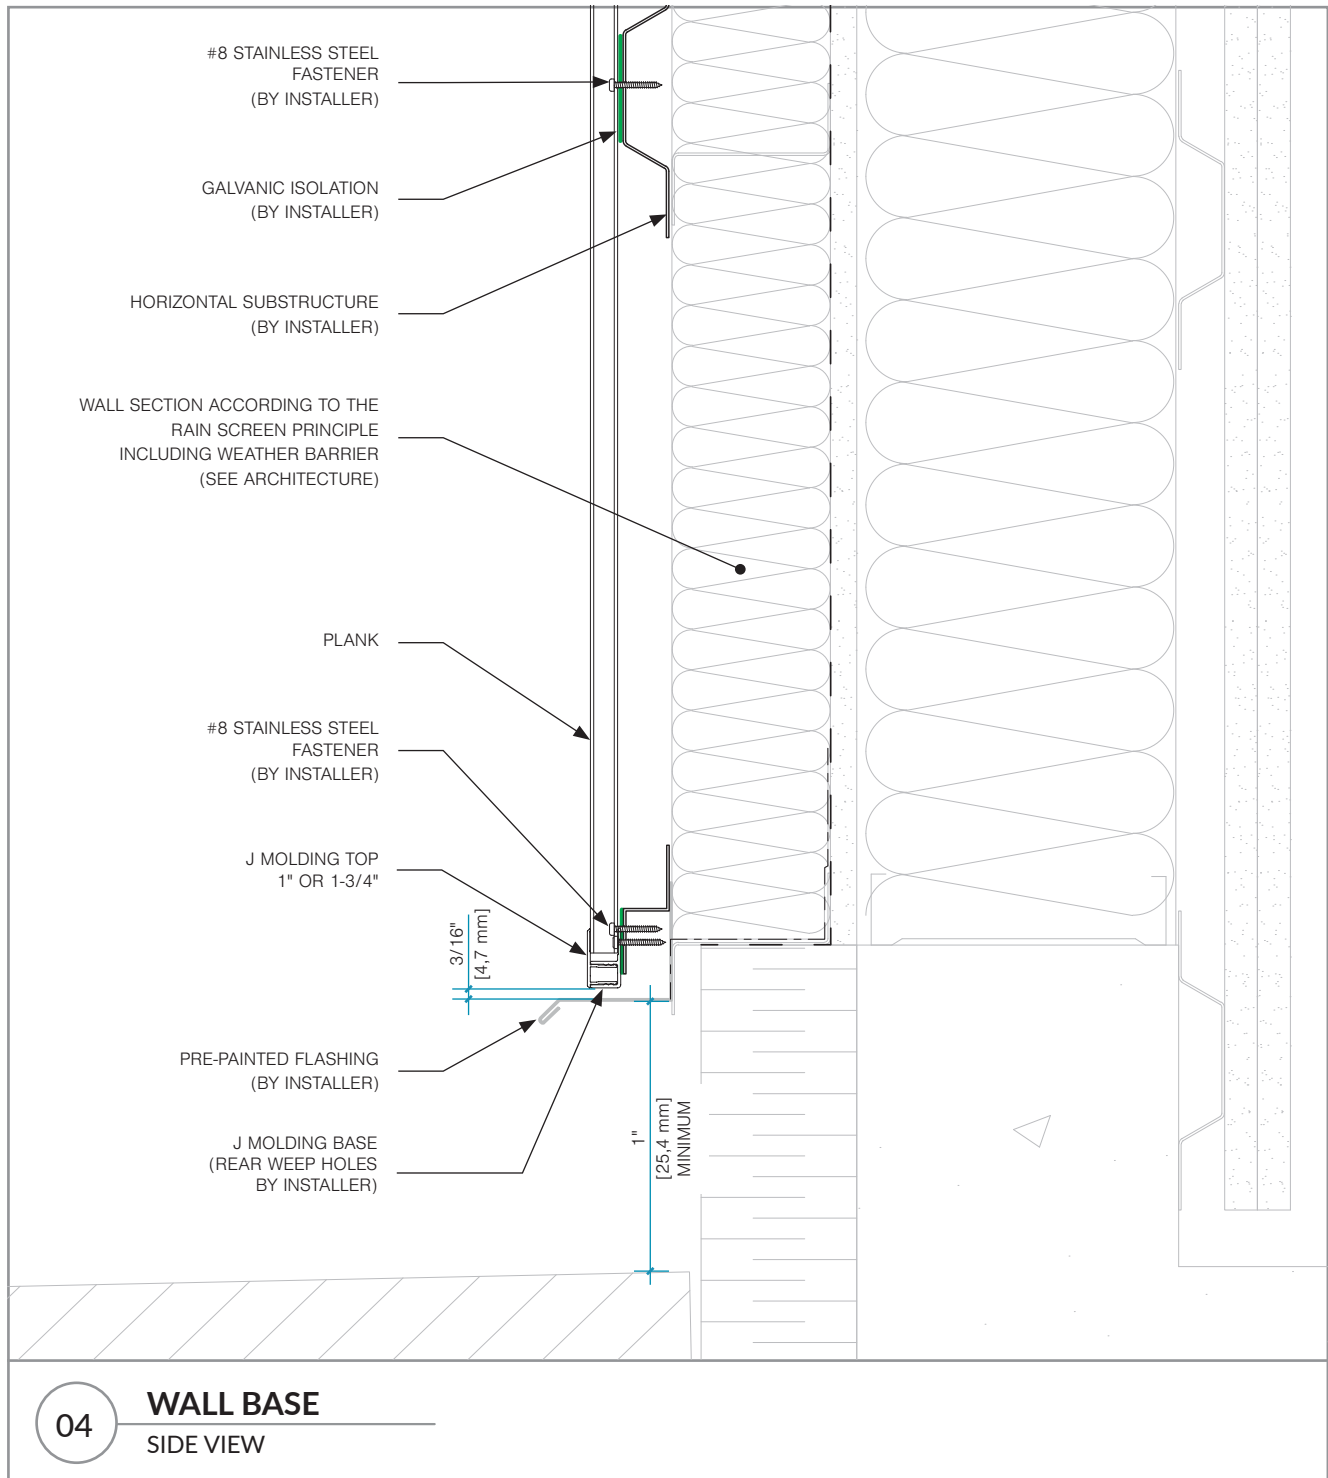 #8 STAINLESS STEEL
FASTENER
(BY INSTALLER)
GALVANIC ISOLATION
(BY INSTALLER)
HORIZONTAL SUBSTRUCTURE
(BY INSTALLER)
WALL SECTION ACCORDING TO THE
RAIN SCREEN PRINCIPLE
INCLUDING WEATHER BARRIER
(SEE ARCHITECTURE)
PLANK
#8 STAINLESS STEEL
FASTENER
(BY INSTALLER)
J MOLDING TOP
1" OR 1-3/4"
3/16"
[4,7 mm]
PRE-PAINTED FLASHING
(BY INSTALLER)
J MOLDING BASE
(REAR WEEP HOLES
BY INSTALLER)
1"
[25,4 mm]
MINIMUM
04
WALL BASE
SIDE VIEW